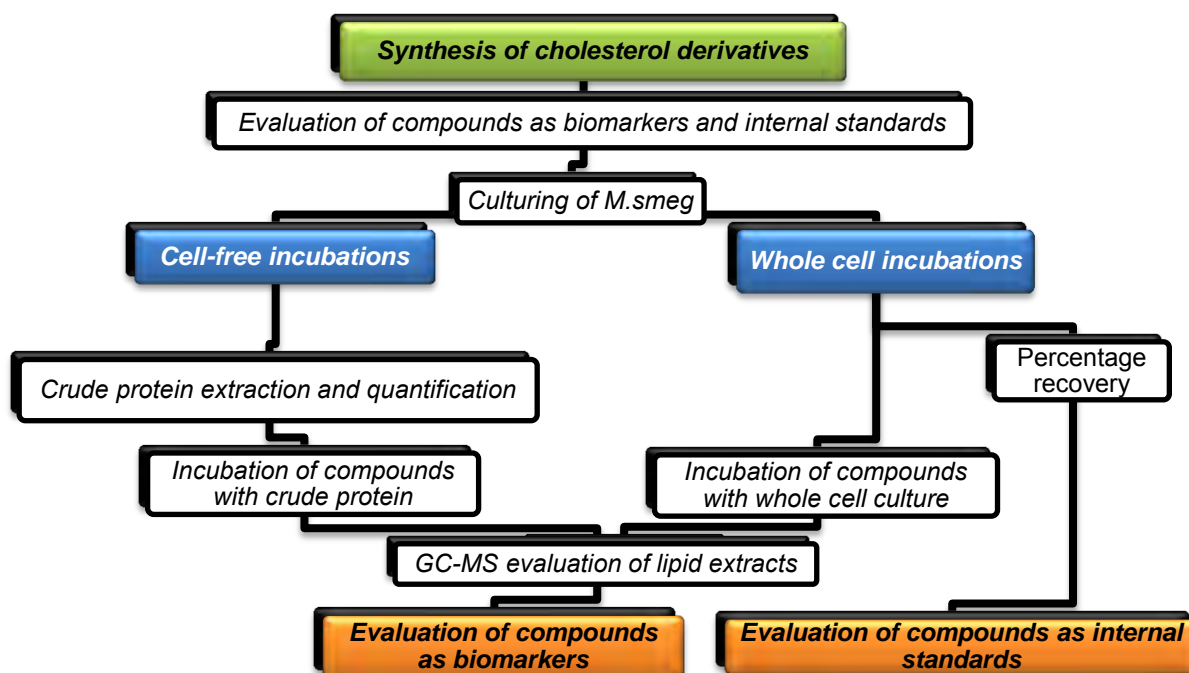 Synthesis of cholesterol derivatives
Evaluation of compounds as biomarkers and internal standards
Culturing of M.smeg
Cell-free incubations
Whole cell incubations
Percentage
recovery
Crude protein extraction and quantification
Incubation of compounds
with crude protein
Incubation of compounds
with whole cell culture
GC-MS evaluation of lipid extracts
Evaluation of compounds
as biomarkers
Evaluation of compounds as internal
standards